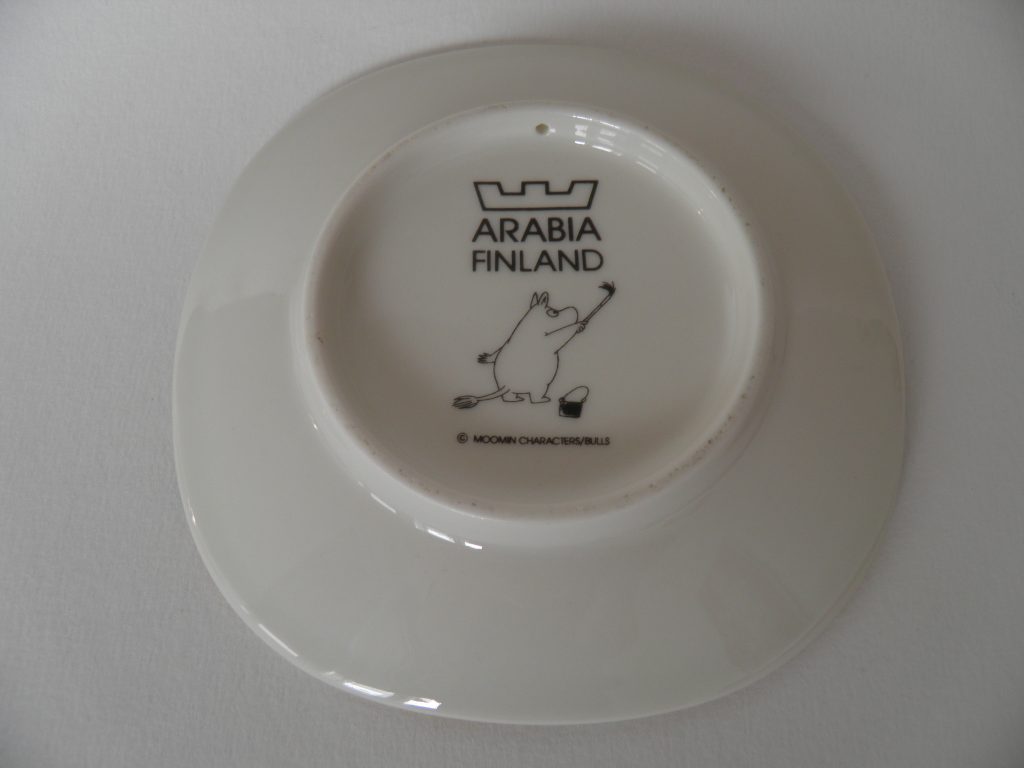 ARABIA
FINLAND
© MOOMIN CHARACTERS/BULLS